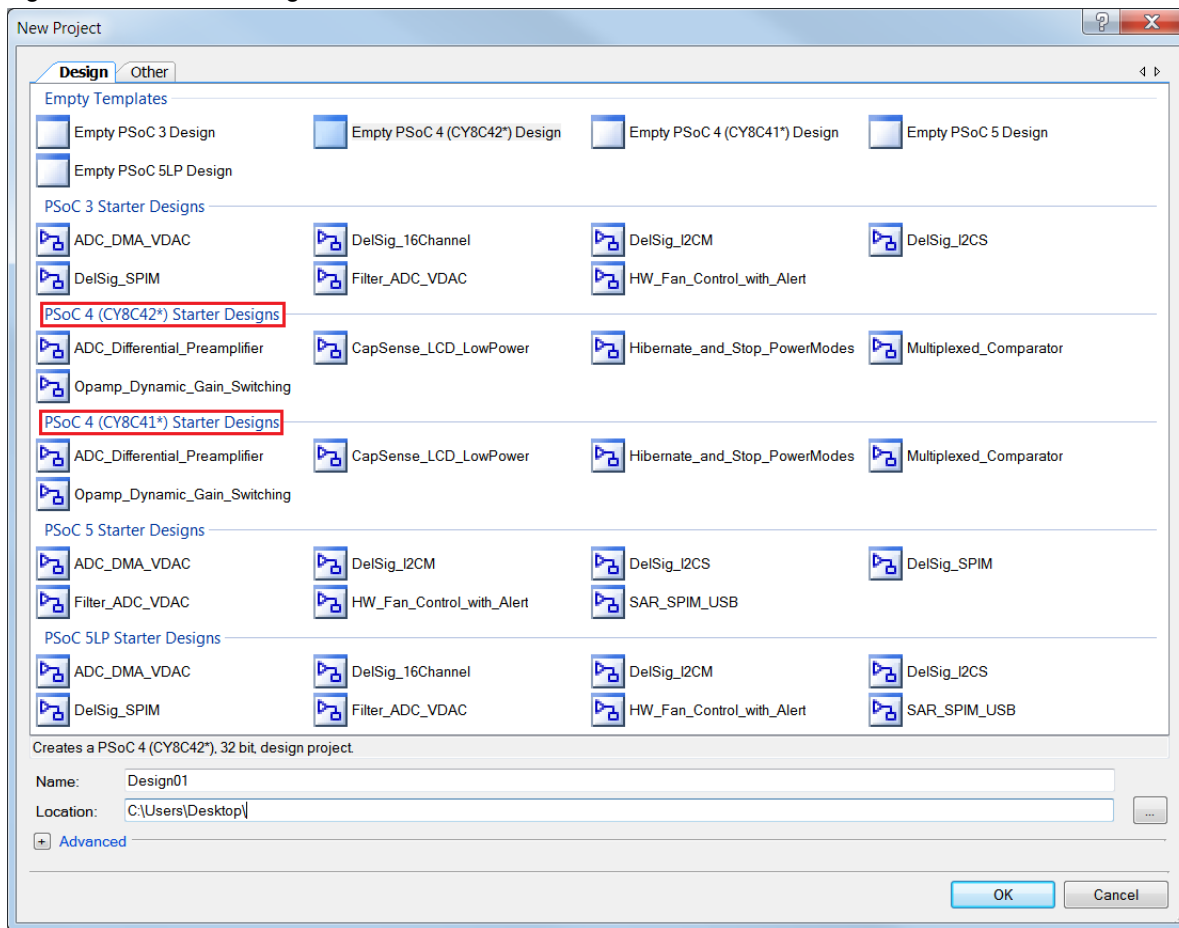 New Project
Design Other
Empty Templates
Empty PSoC 3 Design Empty PSoC 4 (CY8C42*) Design Empty PSoC 4 (CY8C41*) Design Empty PSoC 5 Design
Empty PSoC 5LP Design
PSoC 3 Starter Designs
ADC_DMA_VDAC DelSig_16Channel DelSig_I2CM DelSig_I2CS
DelSig_SPIM Filter_ADC_VDAC HW_Fan_Control_with_Alert
PSoC 4 (CY8C42*) Starter Designs
ADC_Differential_Preamplifier CapSense_LCD_LowPower Hibernate_and_Stop_PowerModes Multiplexed_Comparator
Opamp_Dynamic_Gain_Switching
PSoC 4 (CY8C41*) Starter Designs
ADC_Differential_Preamplifier CapSense_LCD_LowPower Hibernate_and_Stop_PowerModes Multiplexed_Comparator
Opamp_Dynamic_Gain_Switching
PSoC 5 Starter Designs
ADC_DMA_VDAC DelSig_I2CM DelSig_I2CS DelSig_SPIM
Filter_ADC_VDAC HW_Fan_Control_with_Alert SAR_SPIM_USB
PSoC 5LP Starter Designs
ADC_DMA_VDAC DelSig_16Channel DelSig_I2CM DelSig_I2CS
DelSig_SPIM Filter_ADC_VDAC HW_Fan_Control_with_Alert SAR_SPIM_USB
Creates a PSoC 4 (CY8C42*), 32 bit, design project.
Name: Design01
Location: C:\Users\Desktop\ ...
+ Advanced
OK Cancel